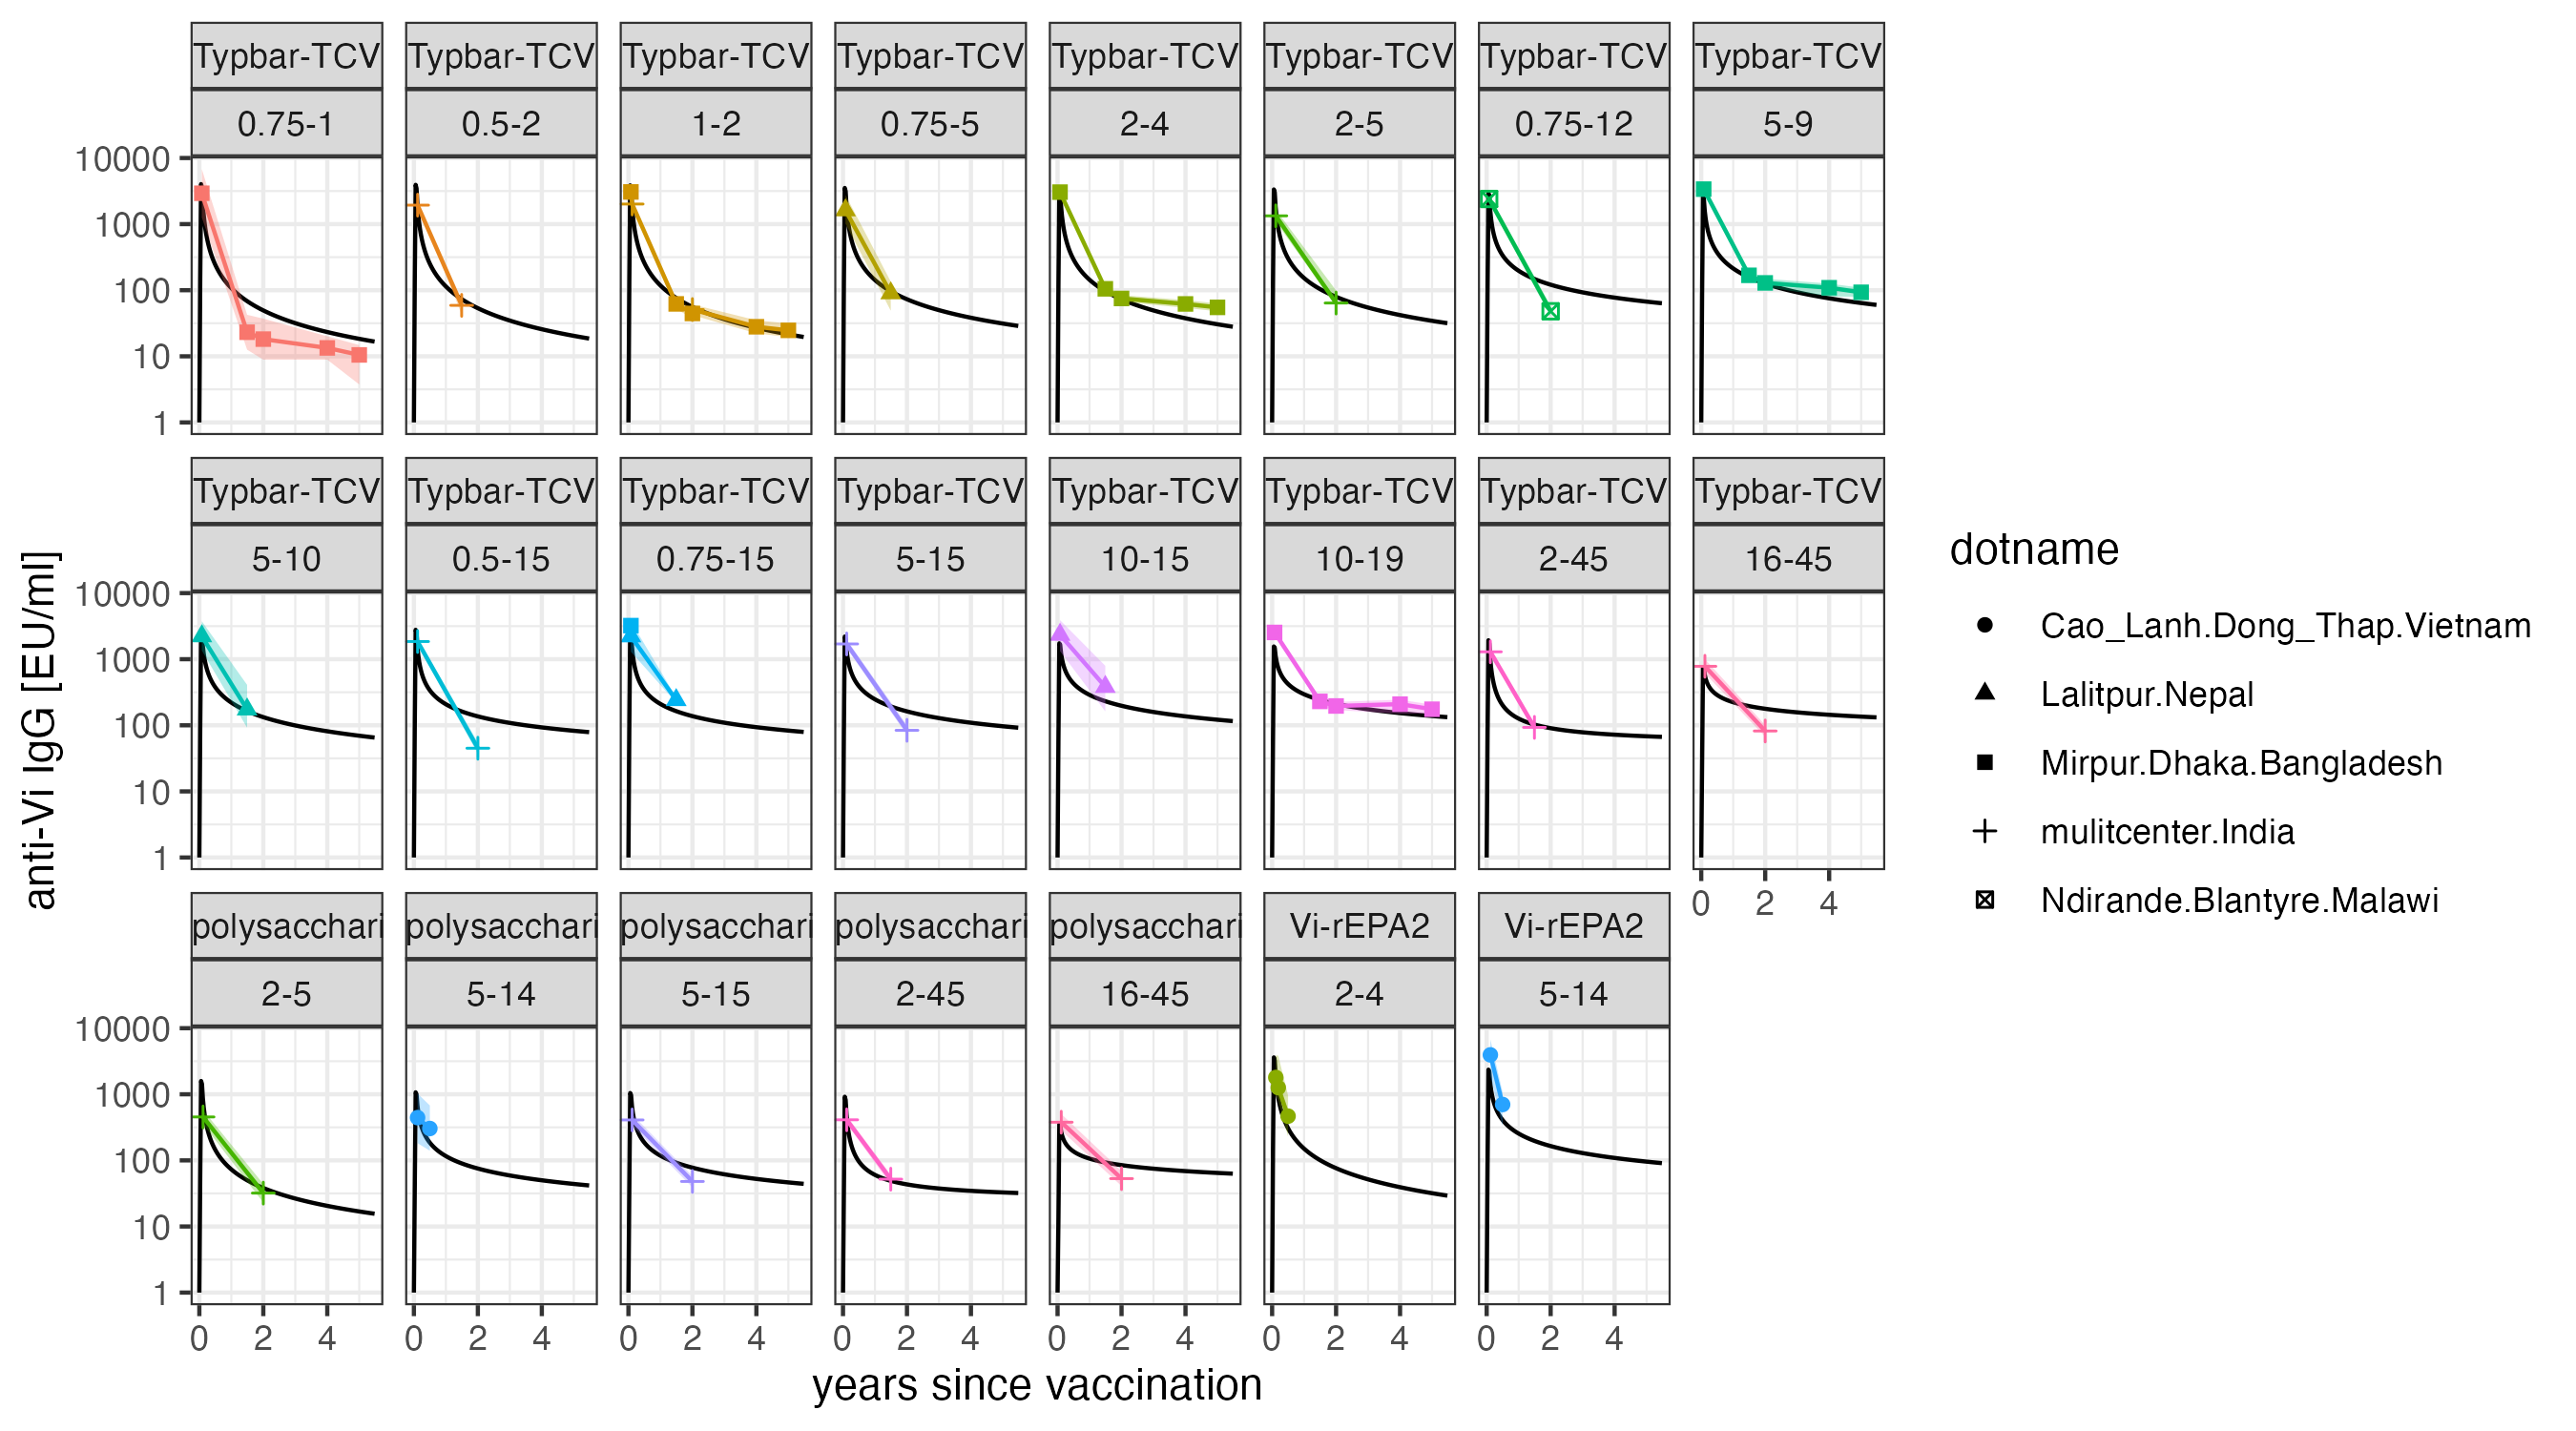 Typbar-TCV Typbar-TCV Typbar-TCV Typbar-TCV Typbar-TCV Typbar-TCV Typbar-TCV Typbar-TCV
0.75-1 0.5-2 1-2 0.75-5 2-4 2-5 0.75-12 5-9
10000
1000
100
10
1
Typbar-TCV Typbar-TCV Typbar-TCV Typbar-TCV Typbar-TCV Typbar-TCV Typbar-TCV Typbar-TCV
5-10 0.5-15 0.75-15 5-15 10-15 10-19 2-45 16-45
10000
1000
100
10
1
0 2 4
polysacchari polysacchari polysacchari polysacchari polysacchari Vi-rEPA2 Vi-rEPA2
2-5 5-14 5-15 2-45 16-45 2-4 5-14
10000
1000
100
10
1
0 2 4 0 2 4 0 2 4 0 2 4 0 2 4 0 2 4 0 2 4
years since vaccination
anti-Vi IgG [EU/ml]
dotname
Cao_Lanh.Dong_Thap.Vietnam
Lalitpur.Nepal
Mirpur.Dhaka.Bangladesh
mulitcenter.India
Ndirande.Blantyre.Malawi